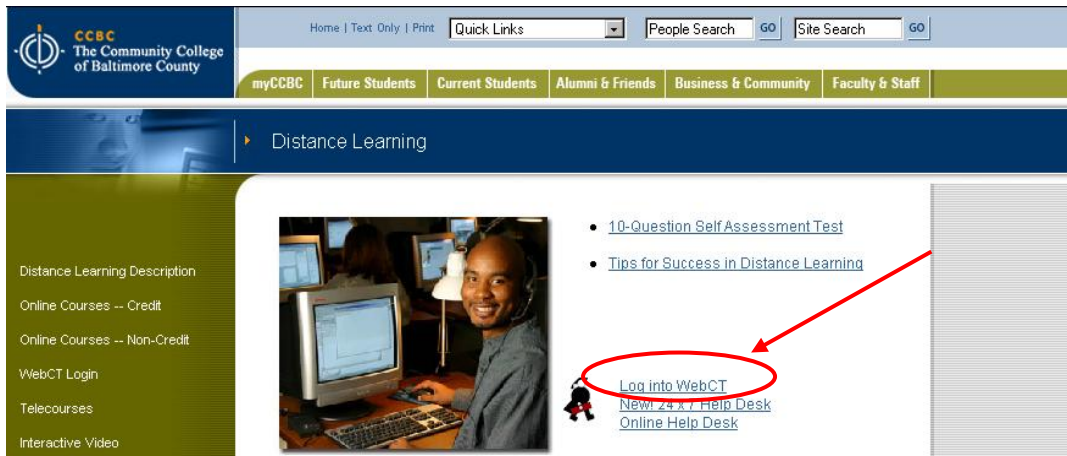 Home | Text Only | Print Quick Links People Search GO Site Search GO
CCBC
The Community College
of Baltimore County
myCCBC Future Students Current Students Alumni & Friends Business & Community Faculty & Staff
Distance Learning
Distance Learning Description
Online Courses -- Credit
Online Courses -- Non-Credit
WebCT Login
Telecourses
Interactive Video
10-Question Self Assessment Test
Tips for Success in Distance Learning
Log into WebCT
New! 24 x 7 Help Desk
Online Help Desk